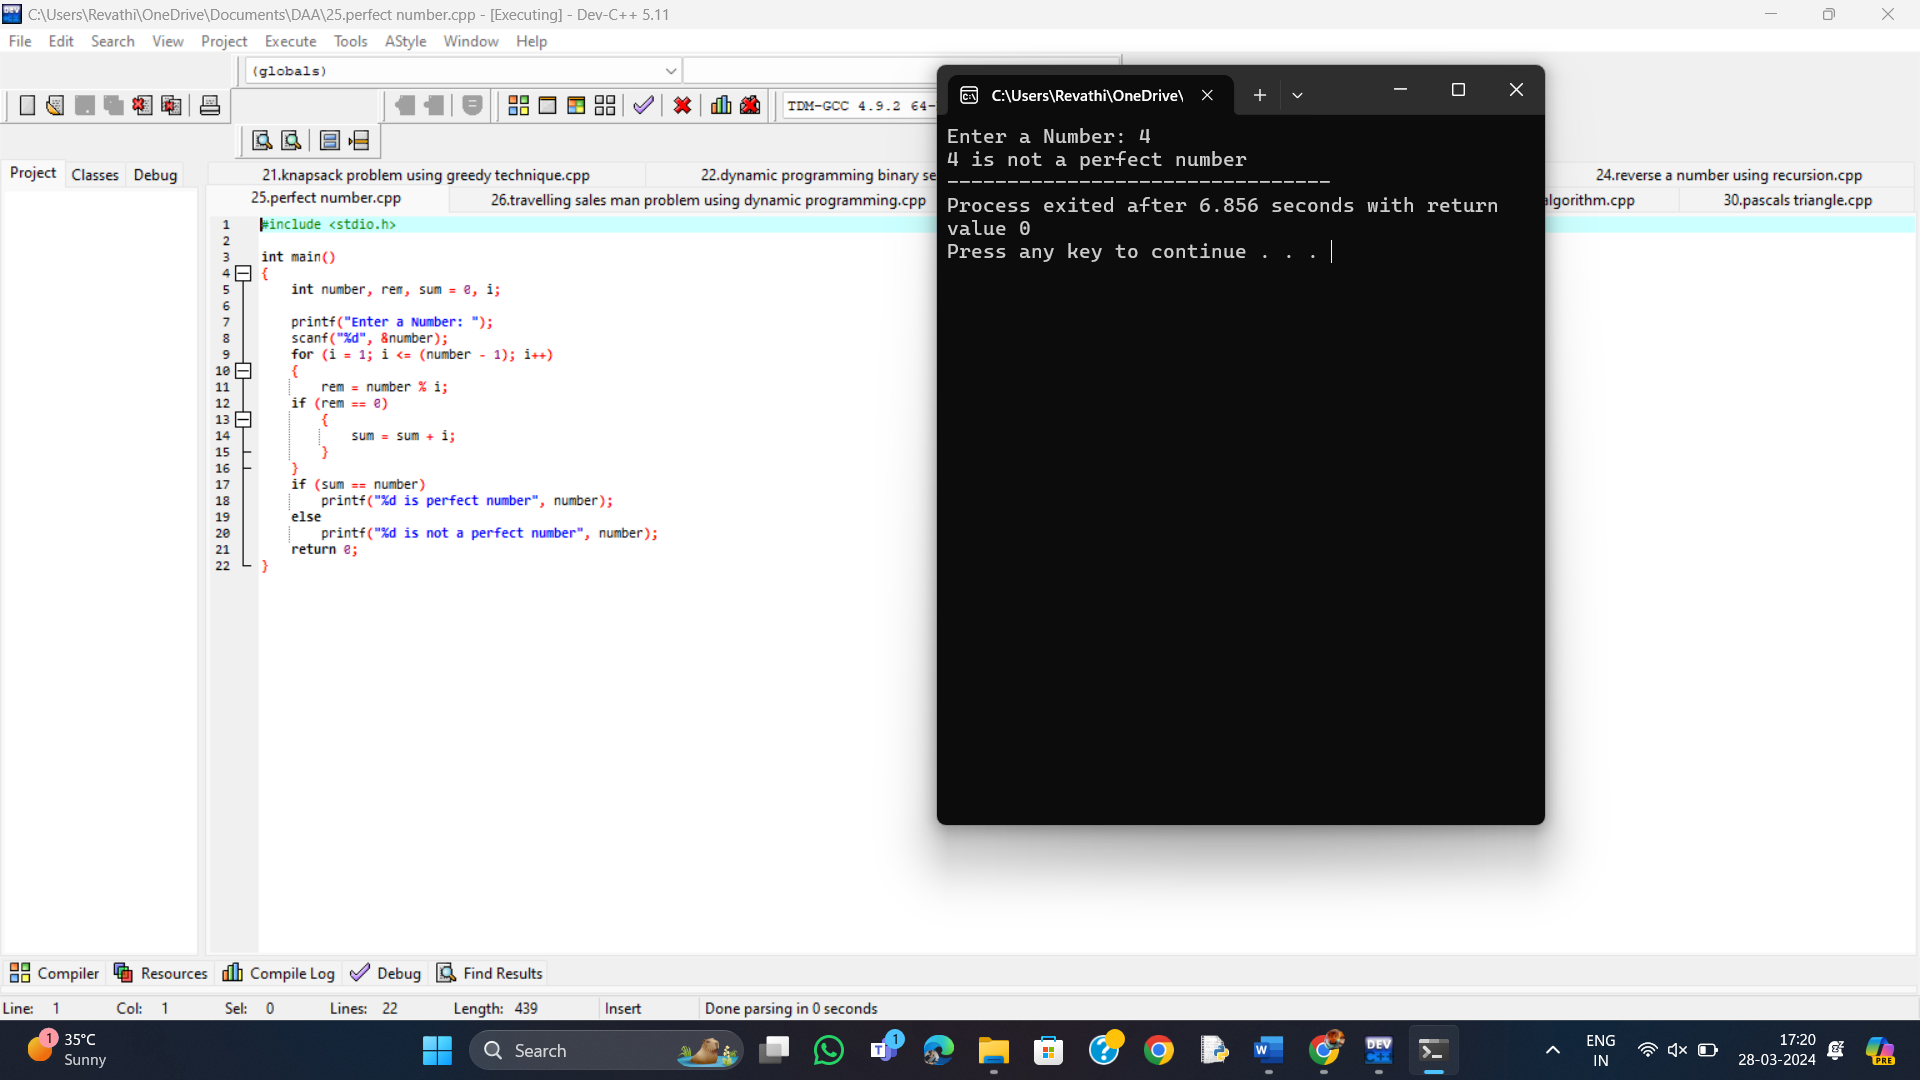 C:\Users\Revathi\OneDrive\Documents\DAA\25.perfect number.cpp - [Executing] - Dev-C++ 5.11
File Edit Search View Project Execute Tools AStyle Window Help
(globals)
TDM-GCC 4.9.2 64-
Project Classes Debug
21.knapsack problem using greedy technique.cpp 22.dynamic programming binary se 24.reverse a number using recursion.cpp
25.perfect number.cpp 26.travelling sales man problem using dynamic programming.cpp algorithm.cpp 30.pascals triangle.cpp
1 #include <stdio.h>
2
3 int main()
4 {
5 int number, rem, sum = 0, i;
6
7 printf("Enter a Number: ");
8 scanf("%d", &number);
9 for (i = 1; i <= (number - 1); i++)
10 {
11 rem = number % i;
12 if (rem == 0)
13 {
14 sum = sum + i;
15 }
16 }
17 if (sum == number)
18 printf("%d is perfect number", number);
19 else
20 printf("%d is not a perfect number", number);
21 return 0;
22 }
C:\Users\Revathi\OneDrive\
Enter a Number: 4
4 is not a perfect number
--------------------------------
Process exited after 6.856 seconds with return
value 0
Press any key to continue . . .
Compiler Resources Compile Log Debug Find Results
Line: 1 Col: 1 Sel: 0 Lines: 22 Length: 439 Insert Done parsing in 0 seconds
1 35°C
Sunny
Search
1
DEV
ENG
IN
17:20
28-03-2024
PRE